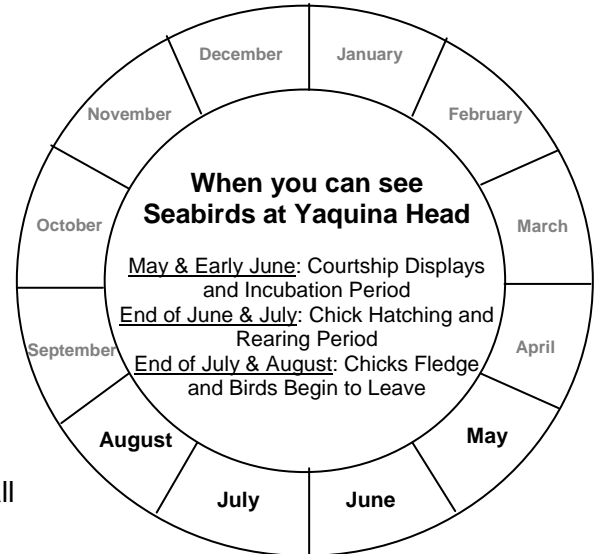 December
January
November
February
When you can see
Seabirds at Yaquina Head
October
March
May & Early June: Courtship Displays
and Incubation Period
End of June & July: Chick Hatching and
Rearing Period
End of July & August: Chicks Fledge
and Birds Begin to Leave
September
April
August
May
July
June